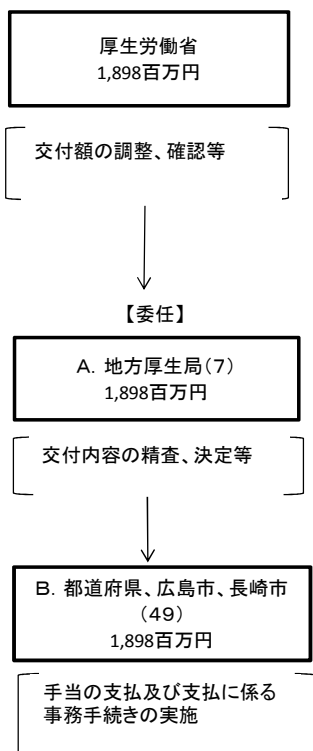 厚生労働省
1,898百万円
交付額の調整、確認等
【委任】
A．地方厚生局（7）
1,898百万円
交付内容の精査、決定等
B．都道府県、広島市、長崎市
（49）
1,898百万円
手当の支払及び支払に係る
事務手続きの実施